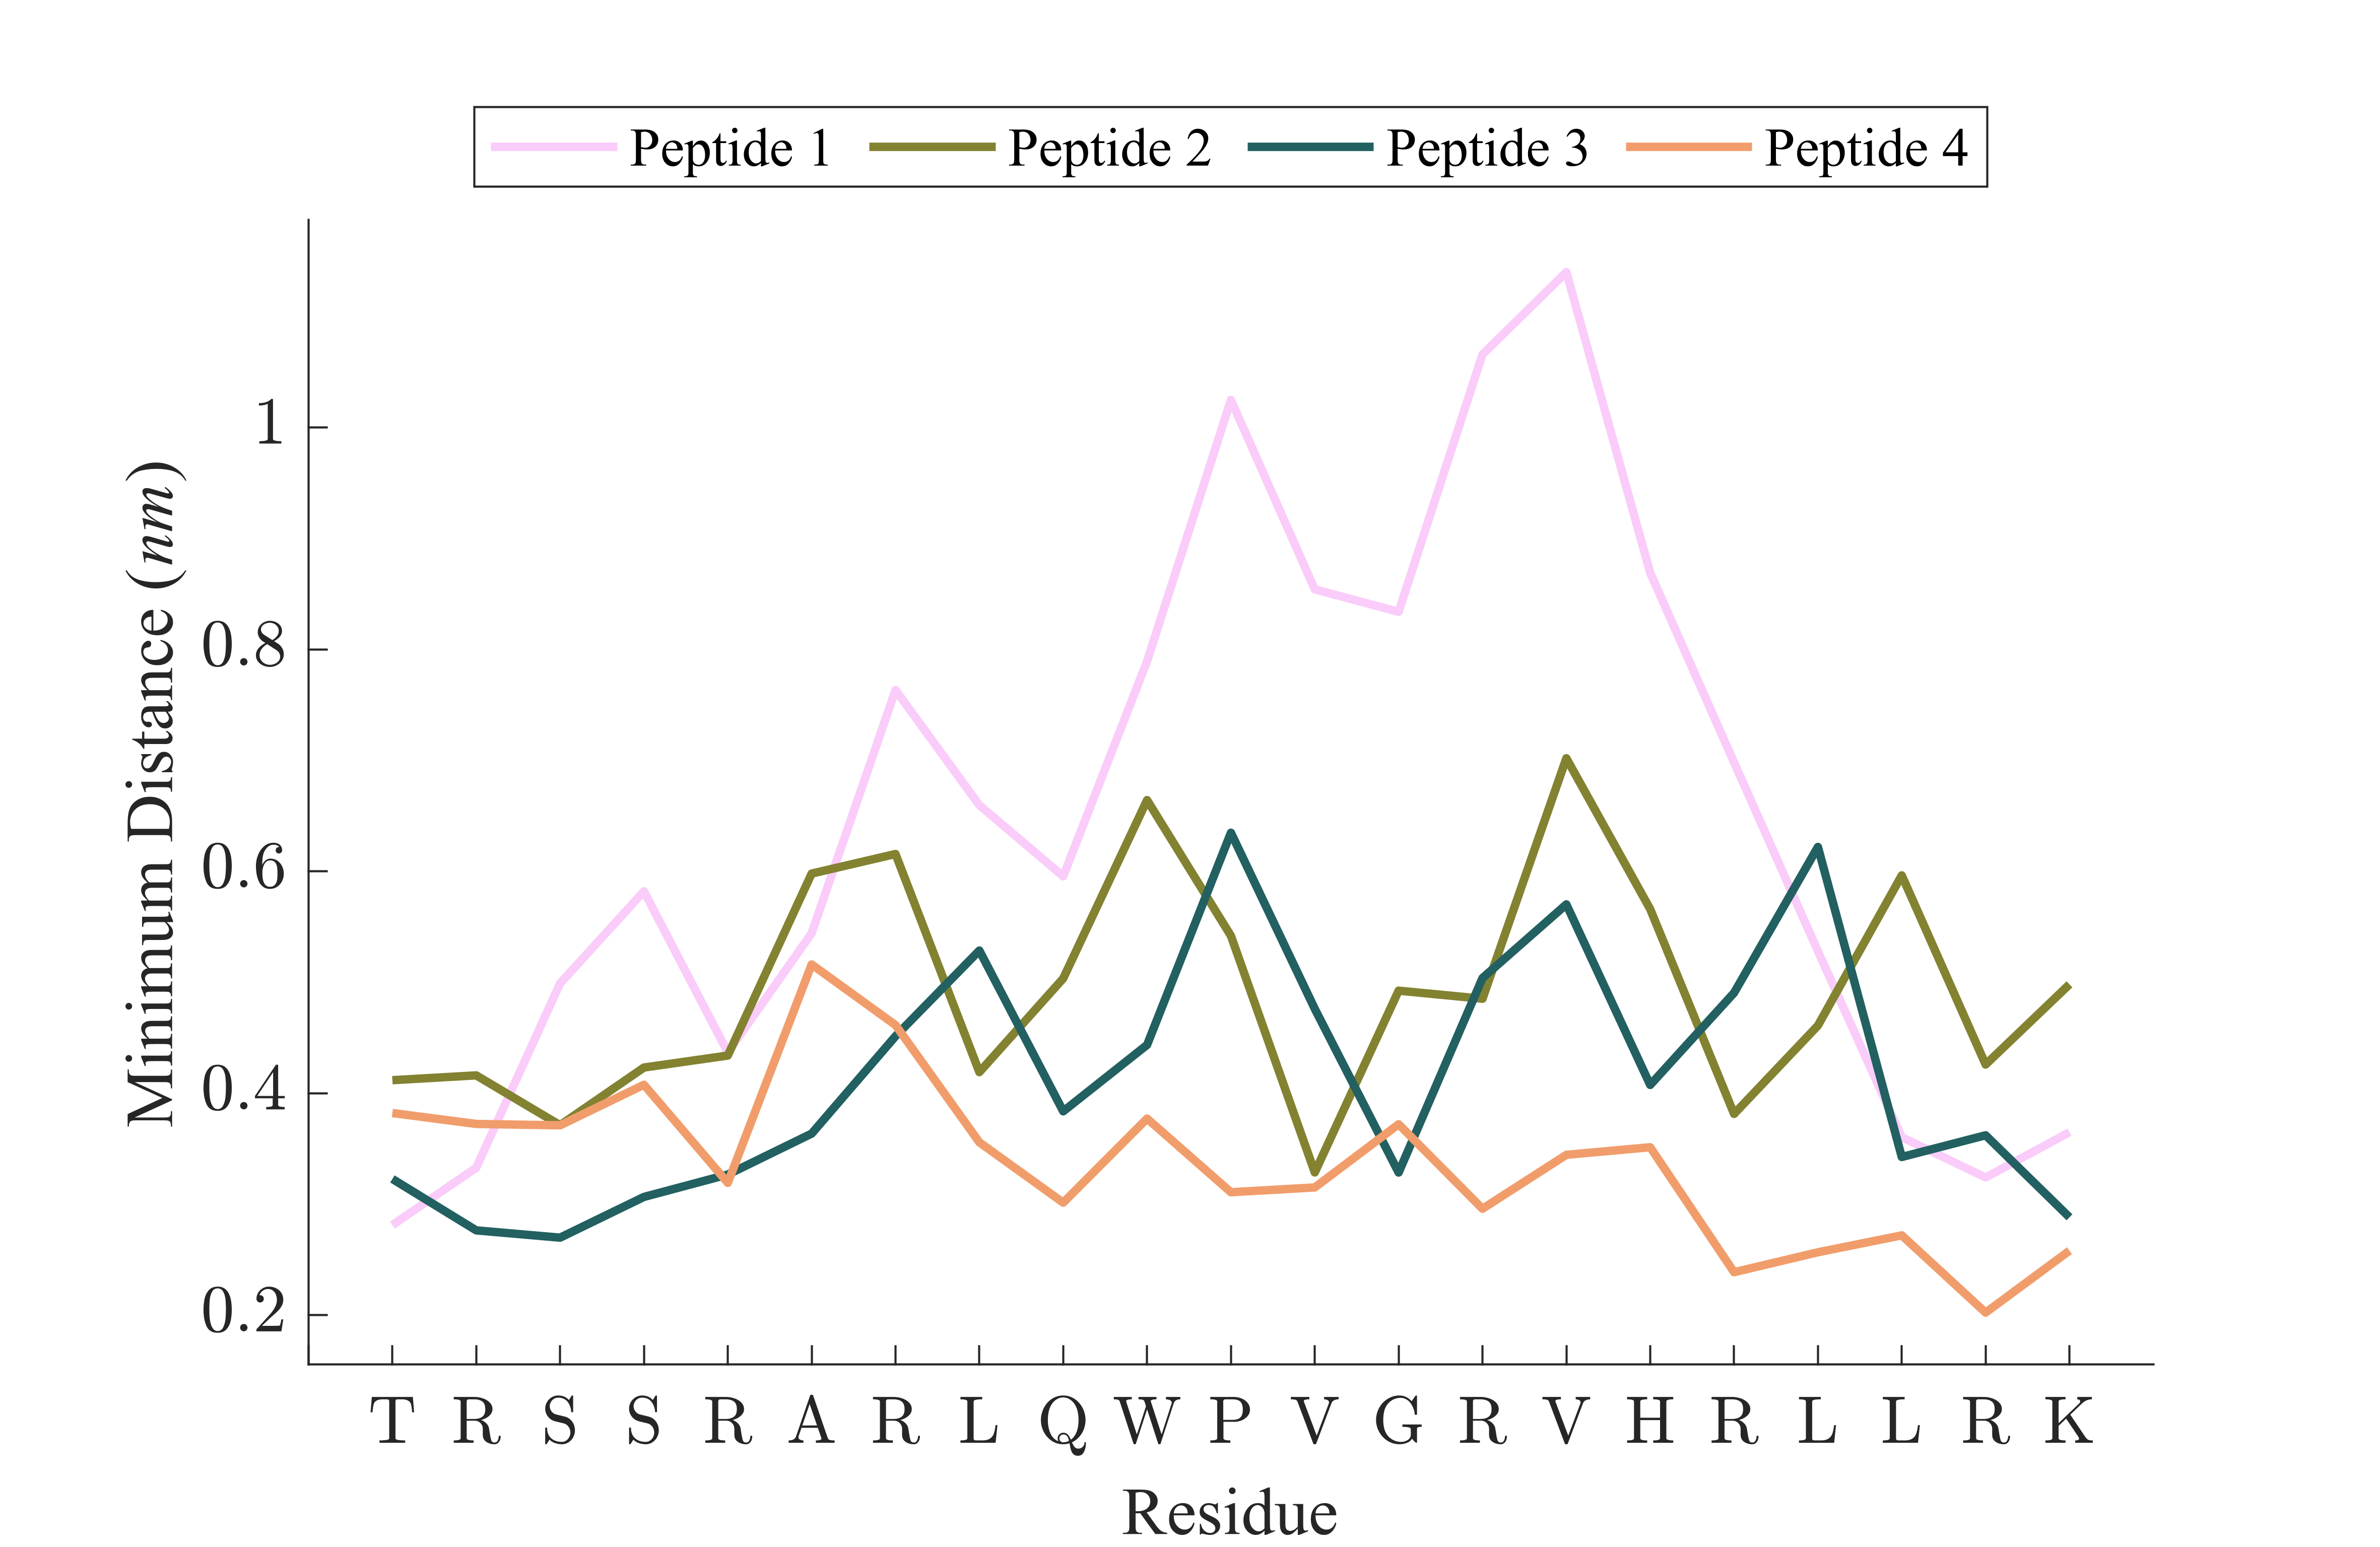 Peptide 1 Peptide 2 Peptide 3 Peptide 4
Minimum Distance (nm)
1
0.8
0.6
0.4
0.2
T R S S R A R L Q W P V G R V H R L L R K
Residue